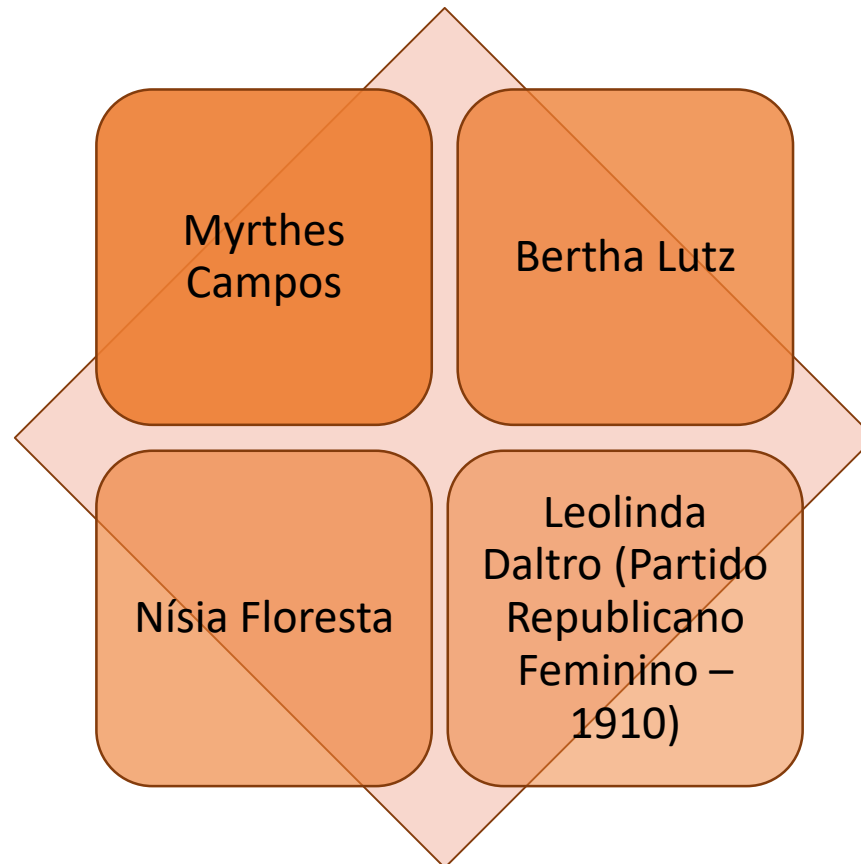 Myrthes
Campos
Bertha Lutz
Nísia Floresta
Leolinda
Daltro (Partido
Republicano
Feminino –
1910)